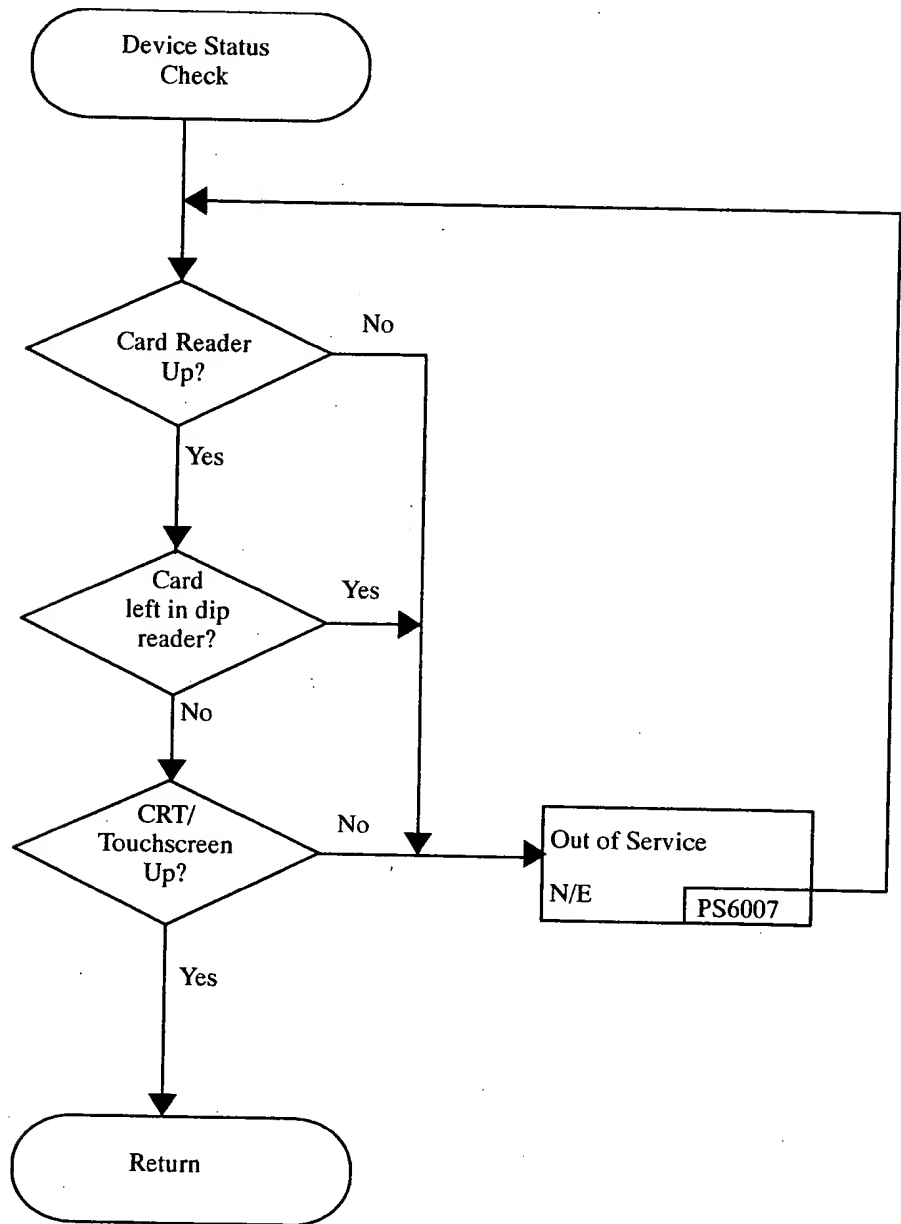 Device Status
Check
Card Reader
Up?
No
Yes
Card
left in dip
reader?
Yes
No
CRT/
Touchscreen
Up?
No
Out of Service
N/E
PS6007
Yes
Return